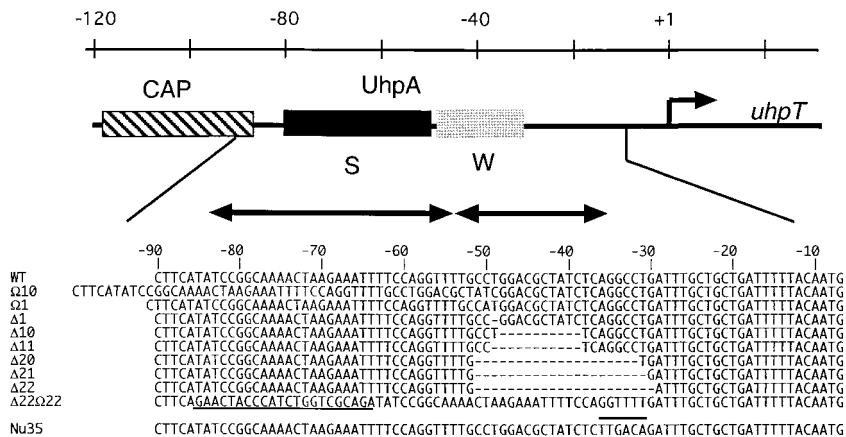 -120 -80 -40 +1
CAP UhpA uhpT
S W
-90 -80 -70 -60 -50 -40 -30 -20 -10
WT CTTCATATCCGGCAAAACTAAGAAATTTTCCAGGTTTTGCCTGGACGCTATCTCAGGCCTGATTTGCTGCTGATTTTTACAATG
Ω10 CTTCATATCCGGCAAAACTAAGAAATTTTCCAGGTTTTGCCTGGACGCTATCGGACGCTATCTCAGGCCTGATTTGCTGCTGATTTTTACAATG
Ω1 CTTCATATCCGGCAAAACTAAGAAATTTTCCAGGTTTTGCCATGGACGCTATCTCAGGCCTGATTTGCTGCTGATTTTTACAATG
Δ1 CTTCATATCCGGCAAAACTAAGAAATTTTCCAGGTTTTGCC-GGACGCTATCTCAGGCCTGATTTGCTGCTGATTTTTACAATG
Δ10 CTTCATATCCGGCAAAACTAAGAAATTTTCCAGGTTTTGCCT----------TCAGGCCTGATTTGCTGCTGATTTTTACAATG
Δ11 CTTCATATCCGGCAAAACTAAGAAATTTTCCAGGTTTTGCC-----------TCAGGCCTGATTTGCTGCTGATTTTTACAATG
Δ20 CTTCATATCCGGCAAAACTAAGAAATTTTCCAGGTTTTG--------------------TGATTTGCTGCTGATTTTTACAATG
Δ21 CTTCATATCCGGCAAAACTAAGAAATTTTCCAGGTTTTG---------------------GATTTGCTGCTGATTTTTACAATG
Δ22 CTTCATATCCGGCAAAACTAAGAAATTTTCCAGGTTTTG----------------------ATTTGCTGCTGATTTTTACAATG
Δ22Ω22 CTTCAGAACTACCCATCTGGTCGCAGATATCCGGCAAAACTAAGAAATTTTCCAGGTTTTGATTTGCTGCTGATTTTTACAATG
Nu35 CTTCATATCCGGCAAAACTAAGAAATTTTCCAGGTTTTGCCTGGACGCTATCTCTTGACAGATTTGCTGCTGATTTTTACAATG